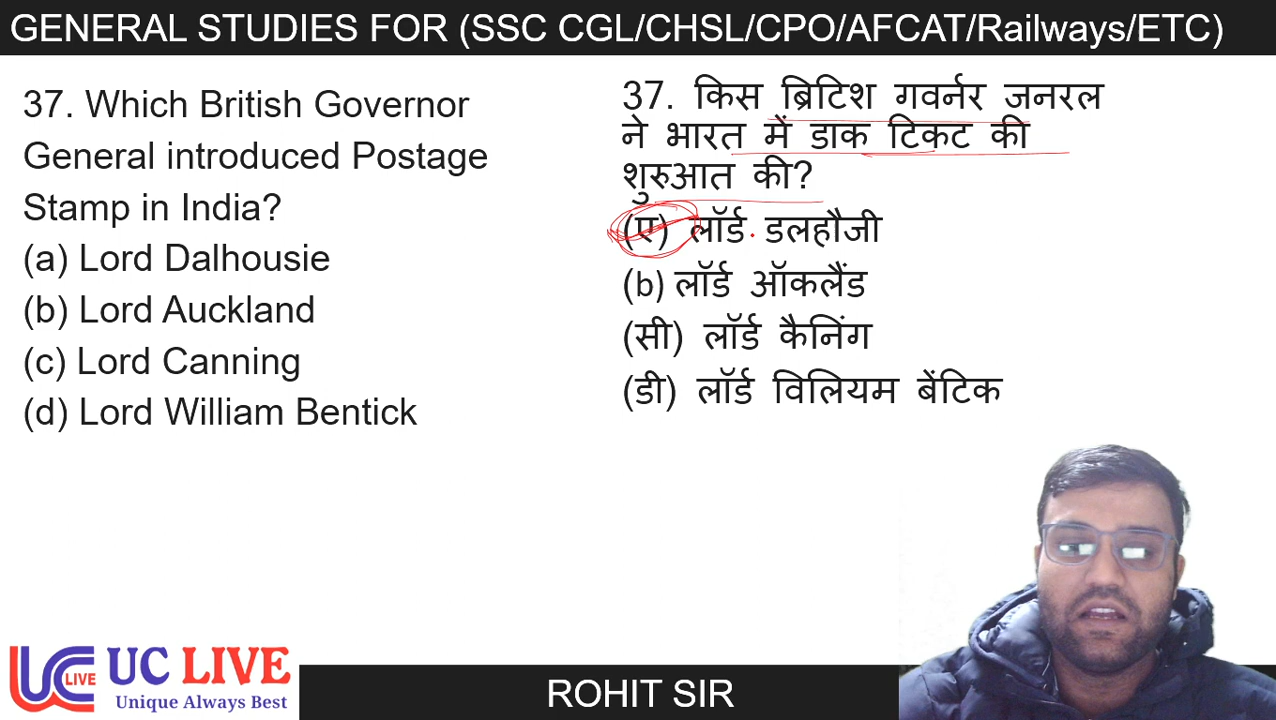 GENERAL STUDIES FOR (SSC CGL/CHSL/CPO/AFCAT/Railways/ETC)
37. Which British Governor
General introduced Postage
Stamp in India?
(a) Lord Dalhousie
(b) Lord Auckland
(c) Lord Canning
(d) Lord William Bentick
37. किस ब्रिटिश गवर्नर जनरल
ने भारत में डाक टिकट की
शुरुआत की?
(ए) लॉर्ड डलहौजी
(b) लॉर्ड ऑकलैंड
(सी) लॉर्ड कैनिंग
(डी) लॉर्ड विलियम बेंटिक
UC LIVE
LIVE
Unique Always Best
ROHIT SIR